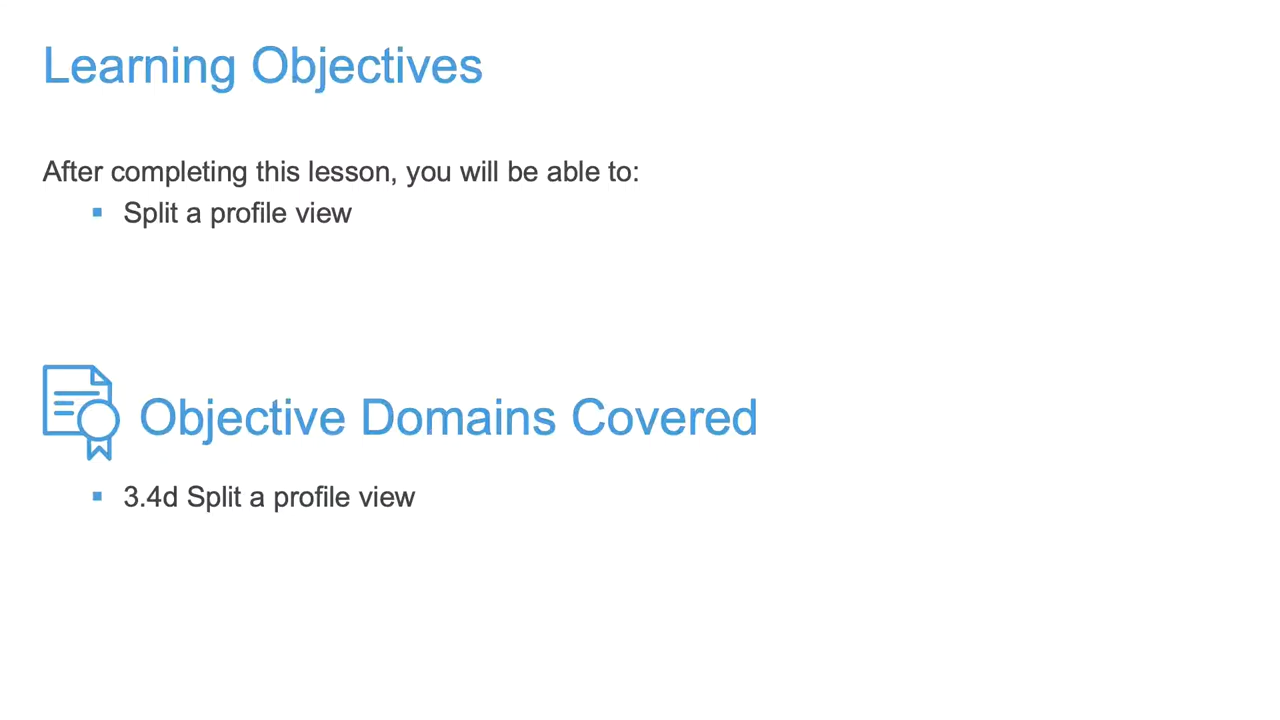 Learning Objectives
After completing this lesson, you will be able to:
▪ Split a profile view
Objective Domains Covered
▪ 3.4d Split a profile view